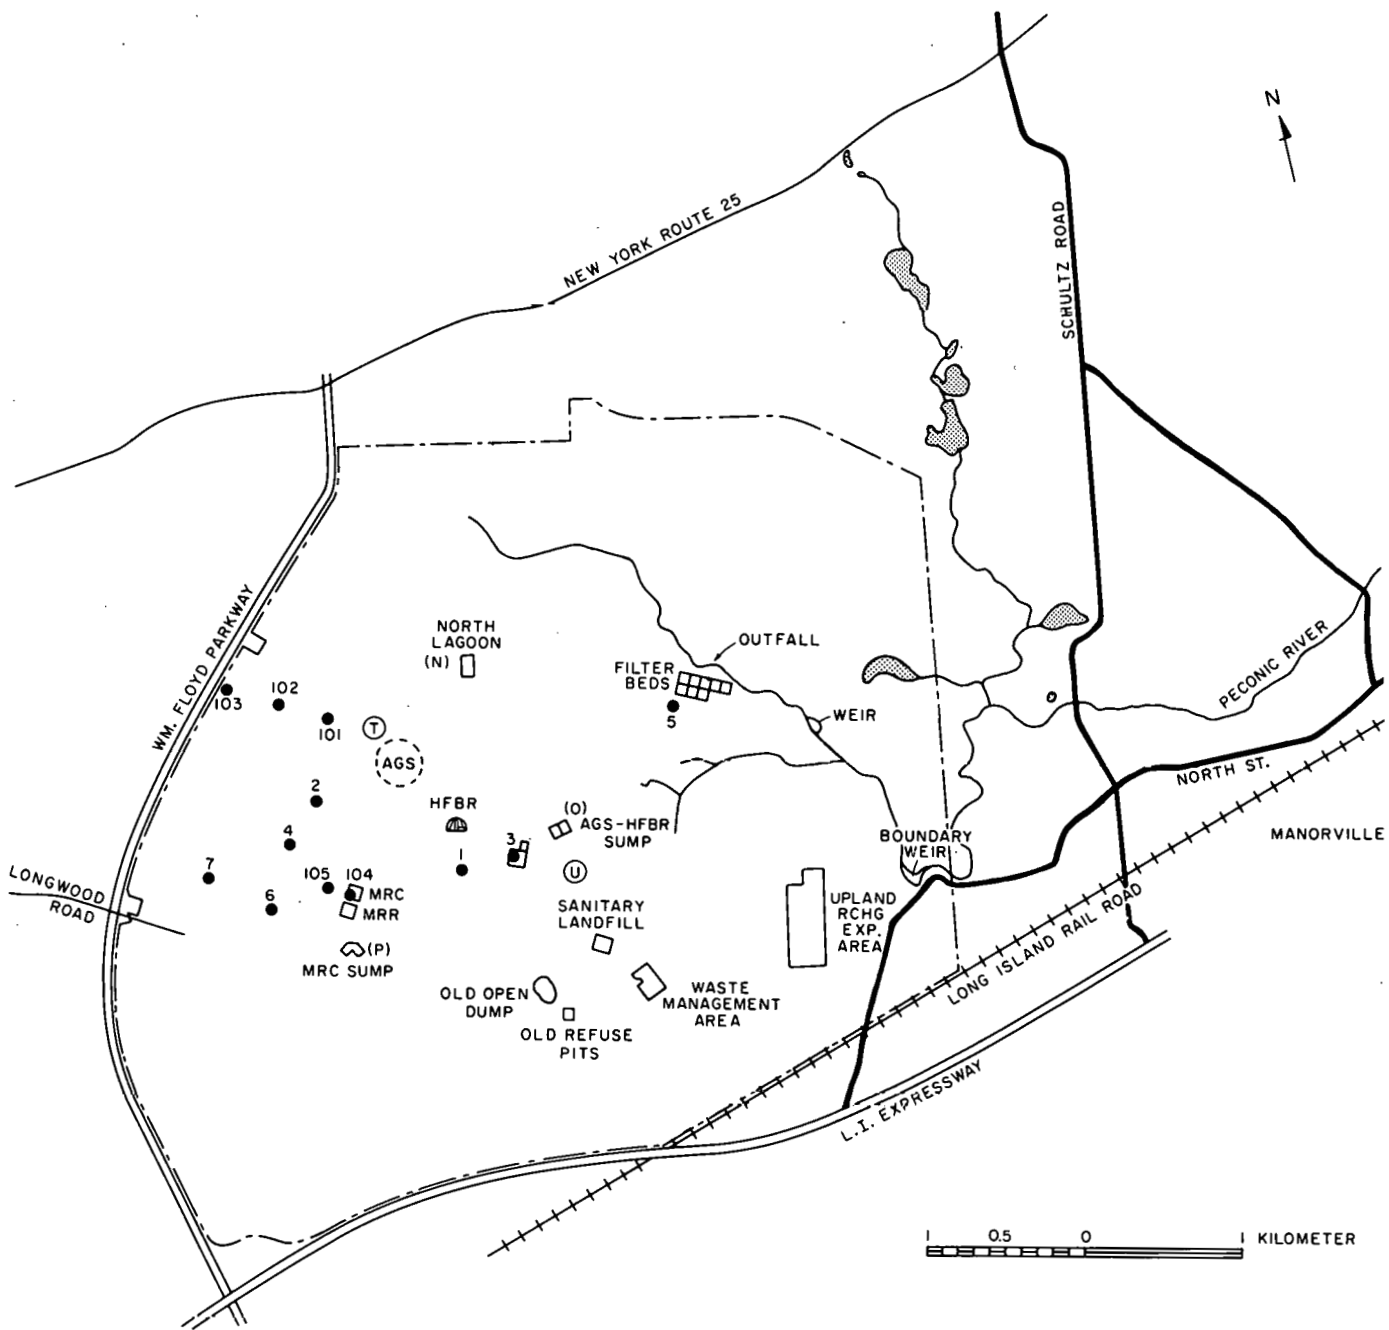 N
NEW YORK ROUTE 25
SCHULTZ ROAD
WM. FLOYD PARKWAY
NORTH
LAGOON
(N)
OUTFALL
FILTER
BEDS
5
WEIR
PECONIC RIVER
103
102
101
T
AGS
2
HFBR
(O)
AGS-HFBR
SUMP
3
1
U
4
7
105
104
MRC
MRR
6
(P)
MRC SUMP
LONGWOOD
ROAD
SANITARY
LANDFILL
BOUNDARY
WEIR
UPLAND
RCHG
EXP.
AREA
NORTH ST.
MANORVILLE
OLD OPEN
DUMP
OLD REFUSE
PITS
WASTE
MANAGEMENT
AREA
LONG ISLAND RAIL ROAD
L.I. EXPRESSWAY
1 0.5 0 1 KILOMETER